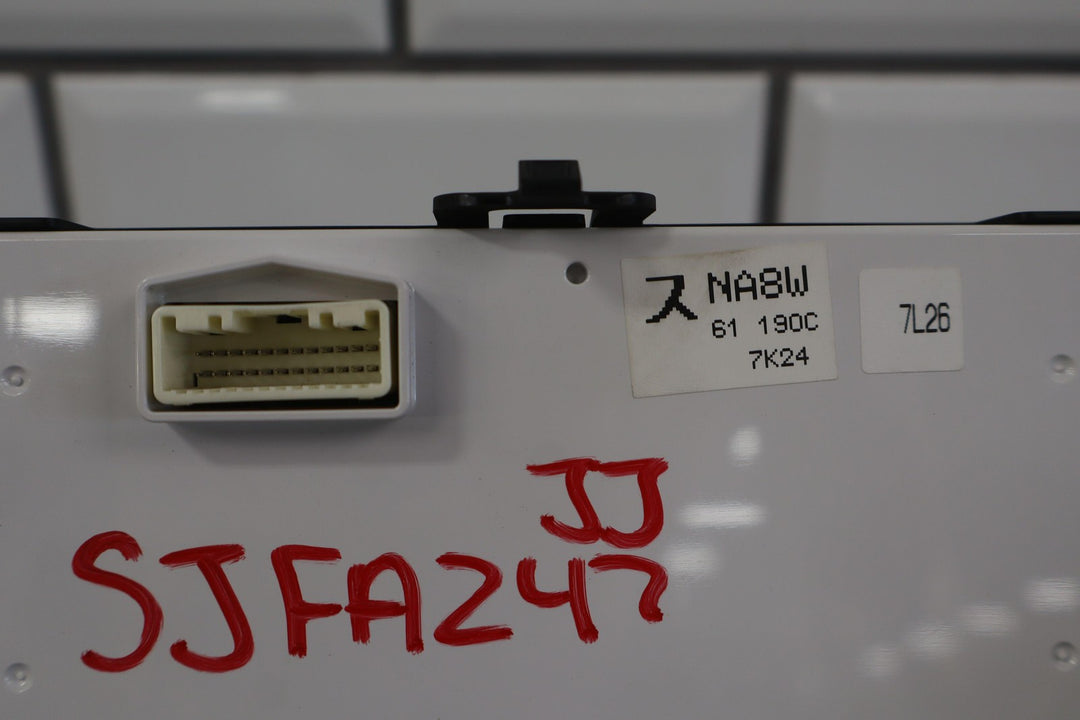 ス NA8W
61 190C
7K24
7L26
JJ
SJFA247